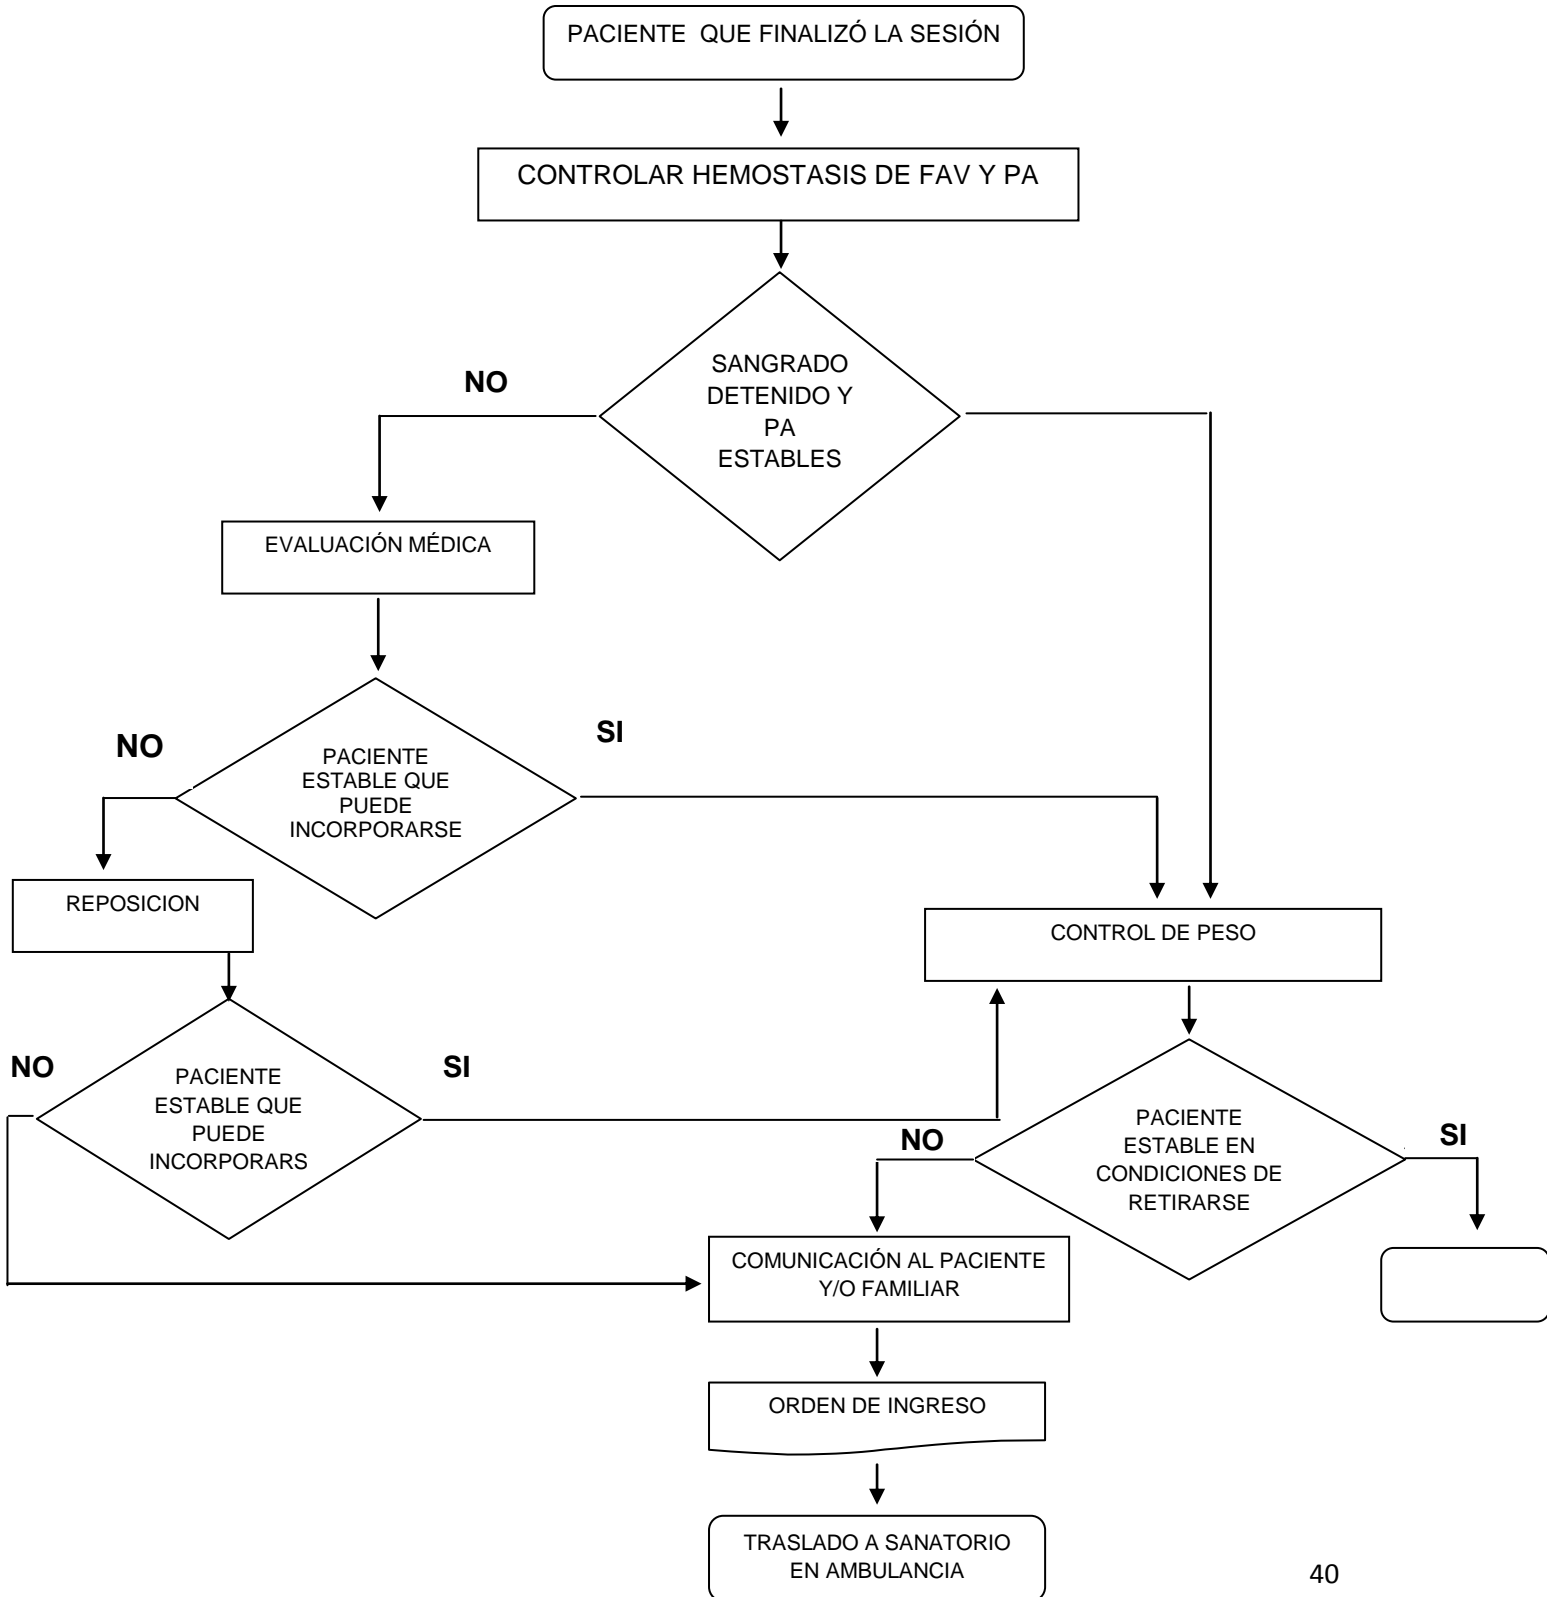 PACIENTE QUE FINALIZÓ LA SESIÓN
CONTROLAR HEMOSTASIS DE FAV Y PA
SANGRADO
DETENIDO Y
PA
ESTABLES
NO
EVALUACIÓN MÉDICA
NO
SI
PACIENTE
ESTABLE QUE
PUEDE
INCORPORARSE
REPOSICION
CONTROL DE PESO
NO
SI
PACIENTE
ESTABLE QUE
PUEDE
INCORPORARS
NO
SI
PACIENTE
ESTABLE EN
CONDICIONES DE
RETIRARSE
COMUNICACIÓN AL PACIENTE
Y/O FAMILIAR
ORDEN DE INGRESO
TRASLADO A SANATORIO
EN AMBULANCIA
40